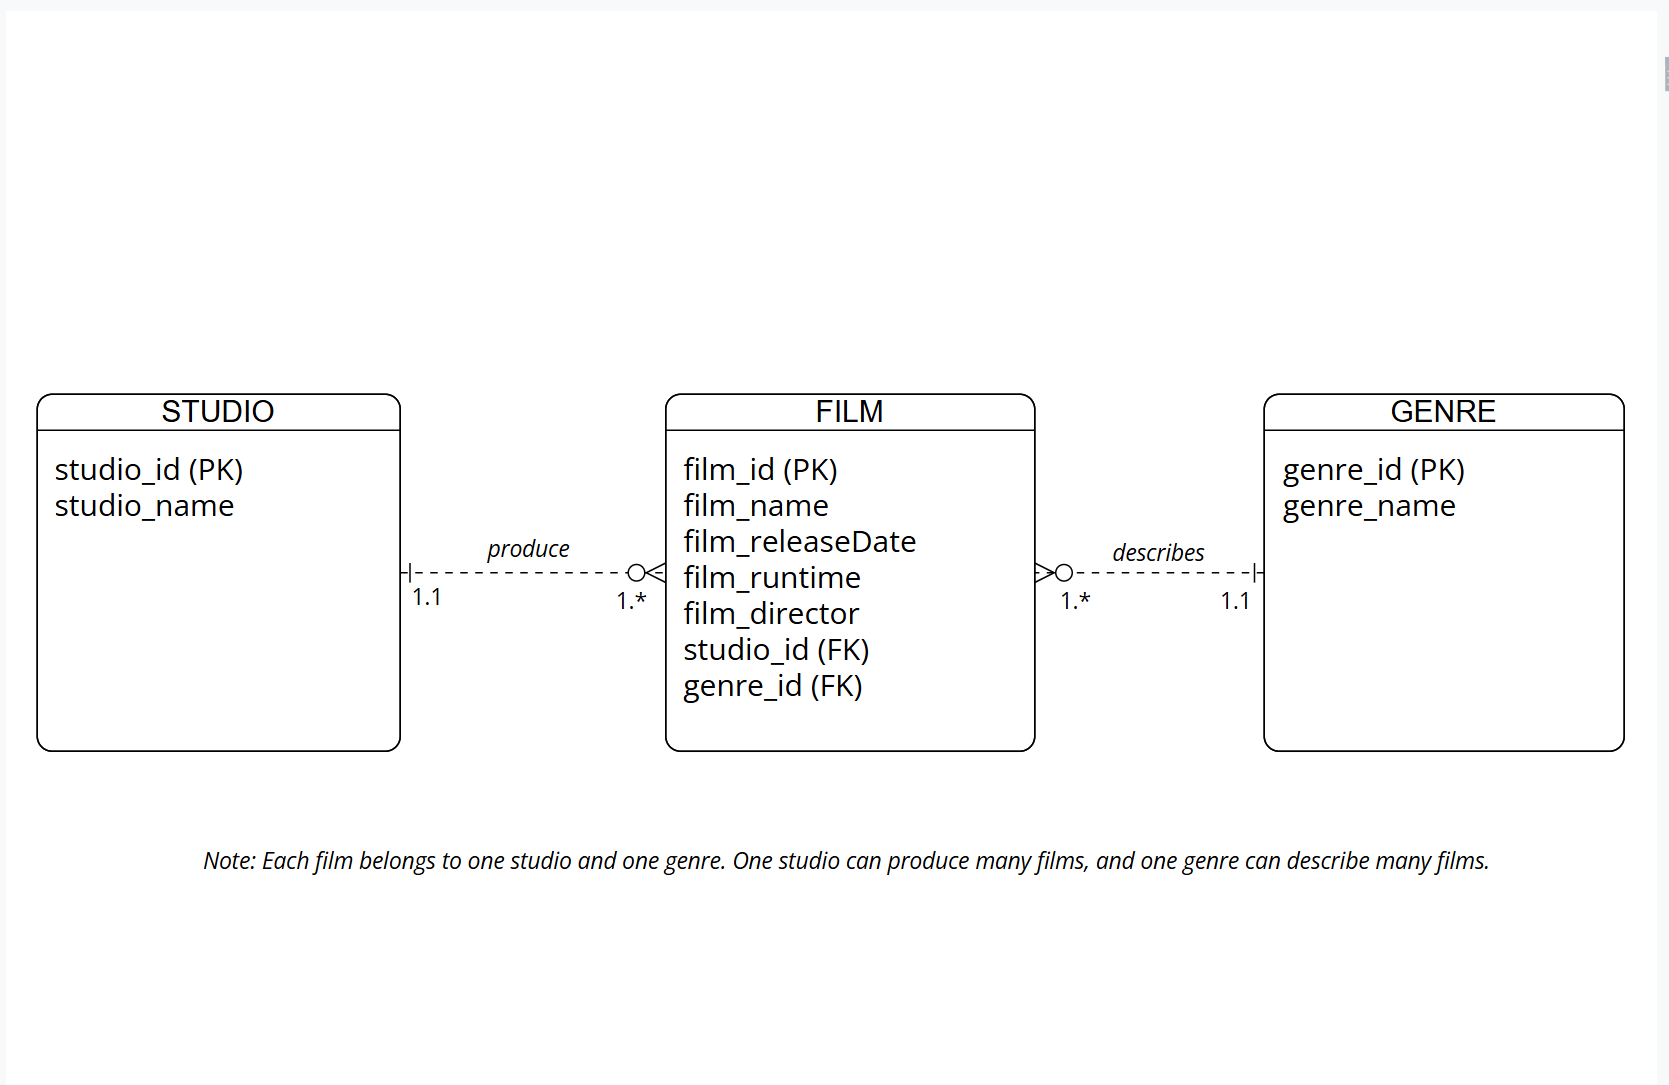 STUDIO
studio_id (PK)
studio_name
produce
1.1
1.*
FILM
film_id (PK)
film_name
film_releaseDate
film_runtime
film_director
studio_id (FK)
genre_id (FK)
describes
1.*
1.1
GENRE
genre_id (PK)
genre_name
Note: Each film belongs to one studio and one genre. One studio can produce many films, and one genre can describe many films.